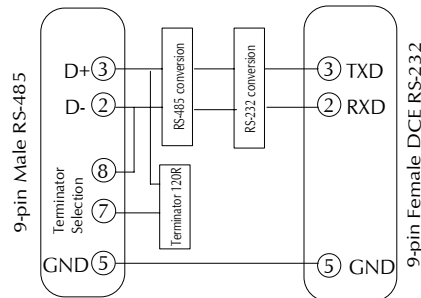 9-pin Male RS-485
D+ 3
D- 2
Terminator
Selection
8
7
GND 5
RS-485 conversion
Terminator 120R
RS-232 conversion
3 TXD
2 RXD
5 GND
9-pin Female DCE RS-232